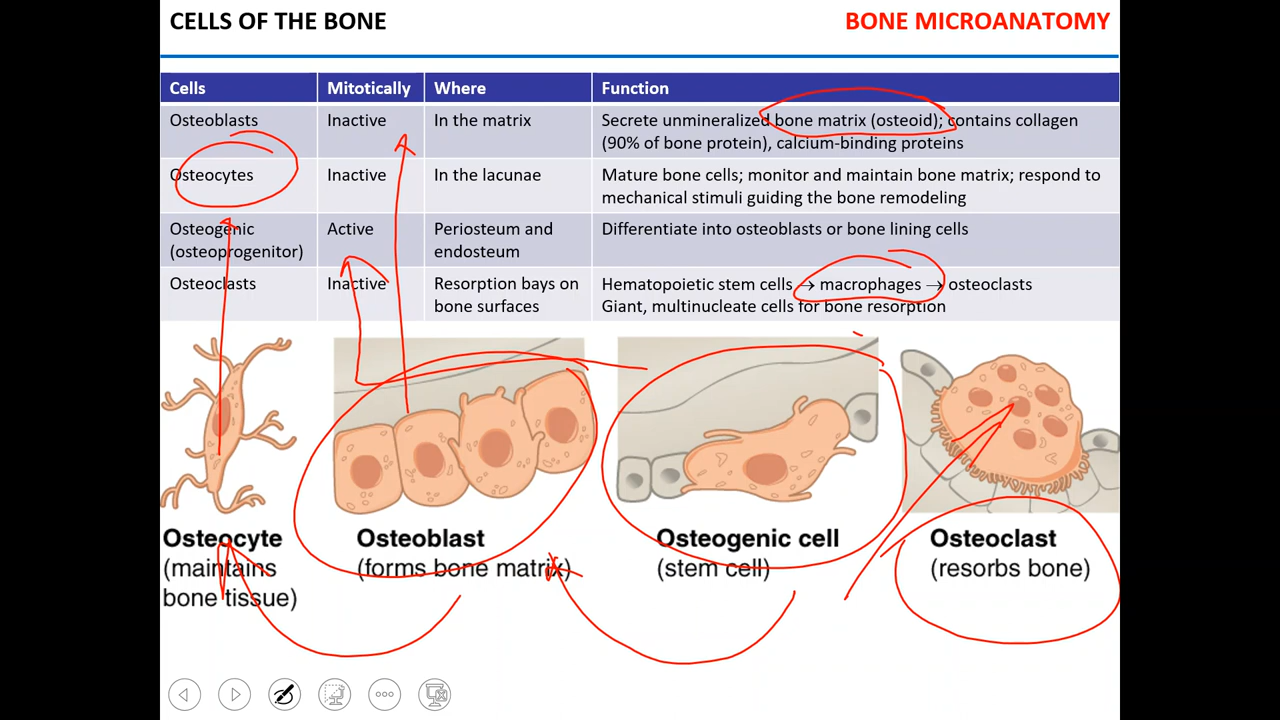 CELLS OF THE BONE
BONE MICROANATOMY
Cells Mitotically Where Function
Osteoblasts Inactive In the matrix Secrete unmineralized bone matrix (osteoid); contains collagen
(90% of bone protein), calcium-binding proteins
Osteocytes Inactive In the lacunae Mature bone cells; monitor and maintain bone matrix; respond to
mechanical stimuli guiding the bone remodeling
Osteogenic Active Periosteum and Differentiate into osteoblasts or bone lining cells
(osteoprogenitor) endosteum
Osteoclasts Inactive Resorption bays on Hematopoietic stem cells → macrophages → osteoclasts
bone surfaces Giant, multinucleate cells for bone resorption
Osteocyte
(maintains
bone tissue)
Osteoblast
(forms bone matrix)
Osteogenic cell
(stem cell)
Osteoclast
(resorbs bone)